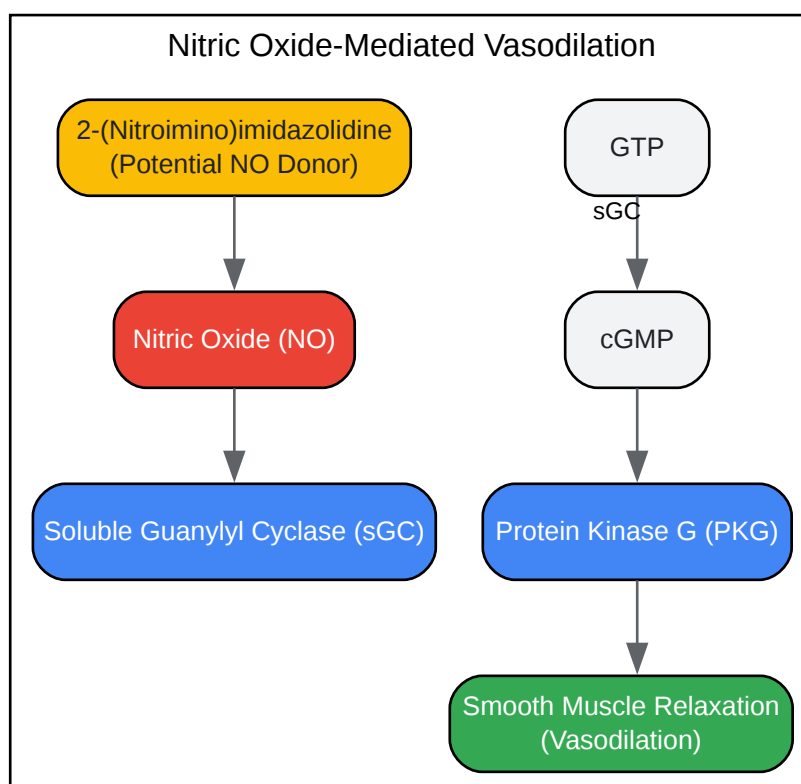 Nitric Oxide-Mediated Vasodilation
2-(Nitroimino)imidazolidine
(Potential NO Donor)
GTP
sGC
Nitric Oxide (NO)
cGMP
Soluble Guanylyl Cyclase (sGC)
Protein Kinase G (PKG)
Smooth Muscle Relaxation
(Vasodilation)